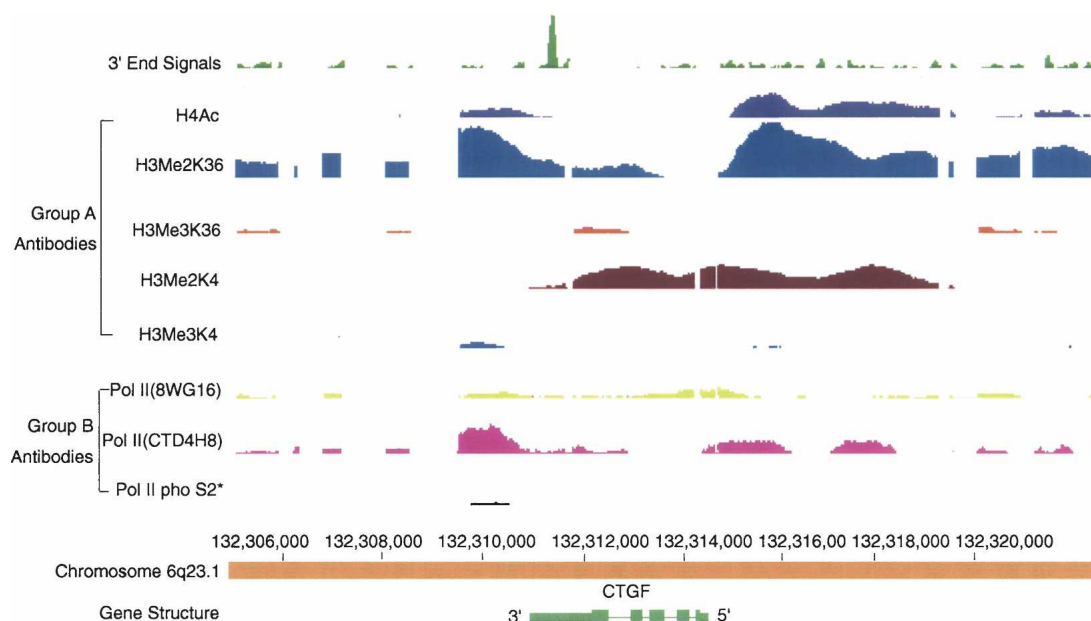 3' End Signals
H4Ac
H3Me2K36
Group A
Antibodies
H3Me3K36
H3Me2K4
H3Me3K4
Pol II(8WG16)
Group B
Antibodies
Pol II(CTD4H8)
Pol II pho S2*
132,306,000 132,308,000 132,310,000 132,312,000 132,314,000 132,316,000 132,318,000 132,320,000
Chromosome 6q23.1
CTGF
Gene Structure 3' 5'